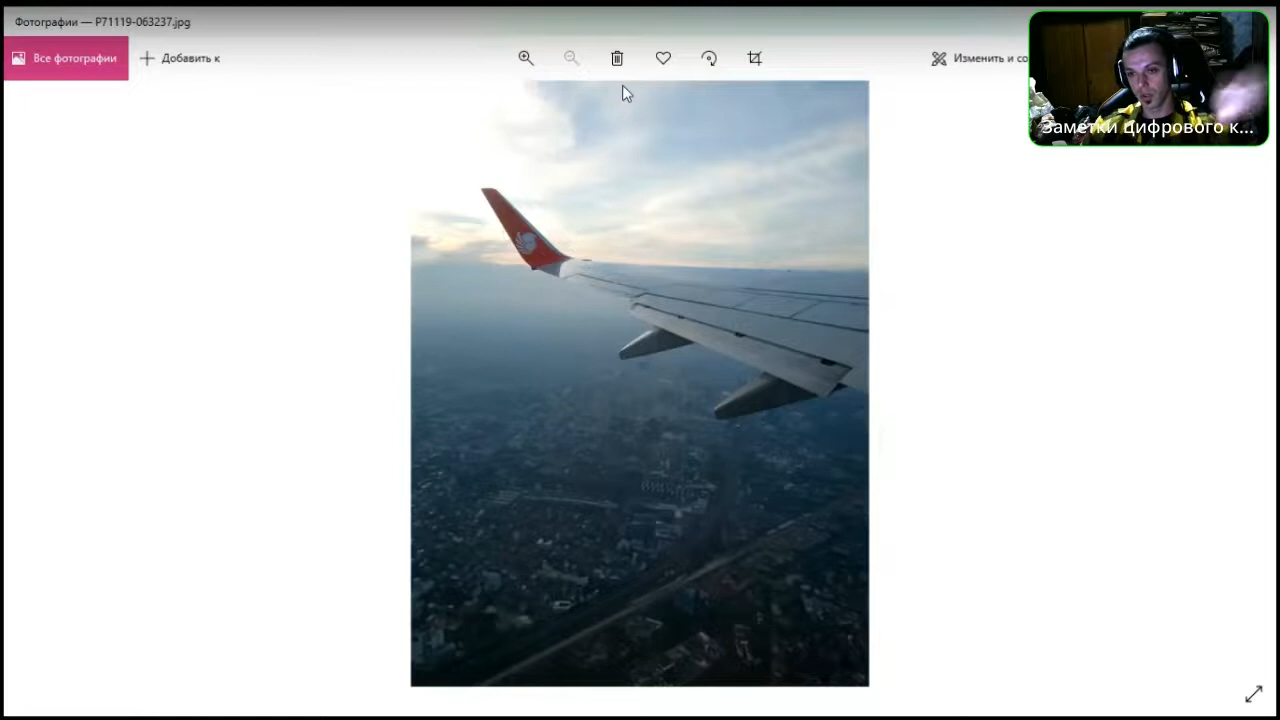 Фотографии — P71119-063237.jpg
Все фотографии
Добавить к
Изменить и со
Заметки цифрового к...